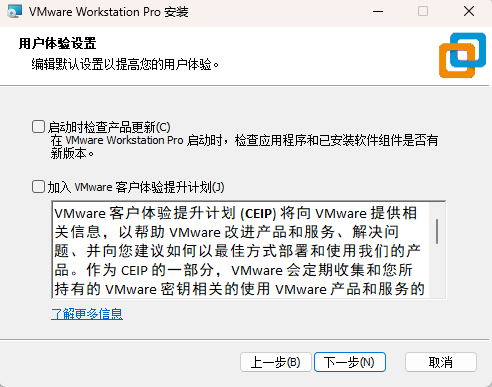 VMware Workstation Pro 安装
用户体验设置
编辑默认设置以提高您的用户体验。
启动时检查产品更新(C)
在 VMware Workstation Pro 启动时，检查应用程序和已安装软件组件是否有
新版本。
加入 VMware 客户体验提升计划(J)
VMware 客户体验提升计划 (CEIP) 将向 VMware 提供相
关信息，以帮助 VMware 改进产品和服务、解决问
题、并向您建议如何以最佳方式部署和使用我们的产
品。作为 CEIP 的一部分，VMware 会定期收集和您所
持有的 VMware 密钥相关的使用 VMware 产品和服务的
了解更多信息
上一步(B)
下一步(N)
取消